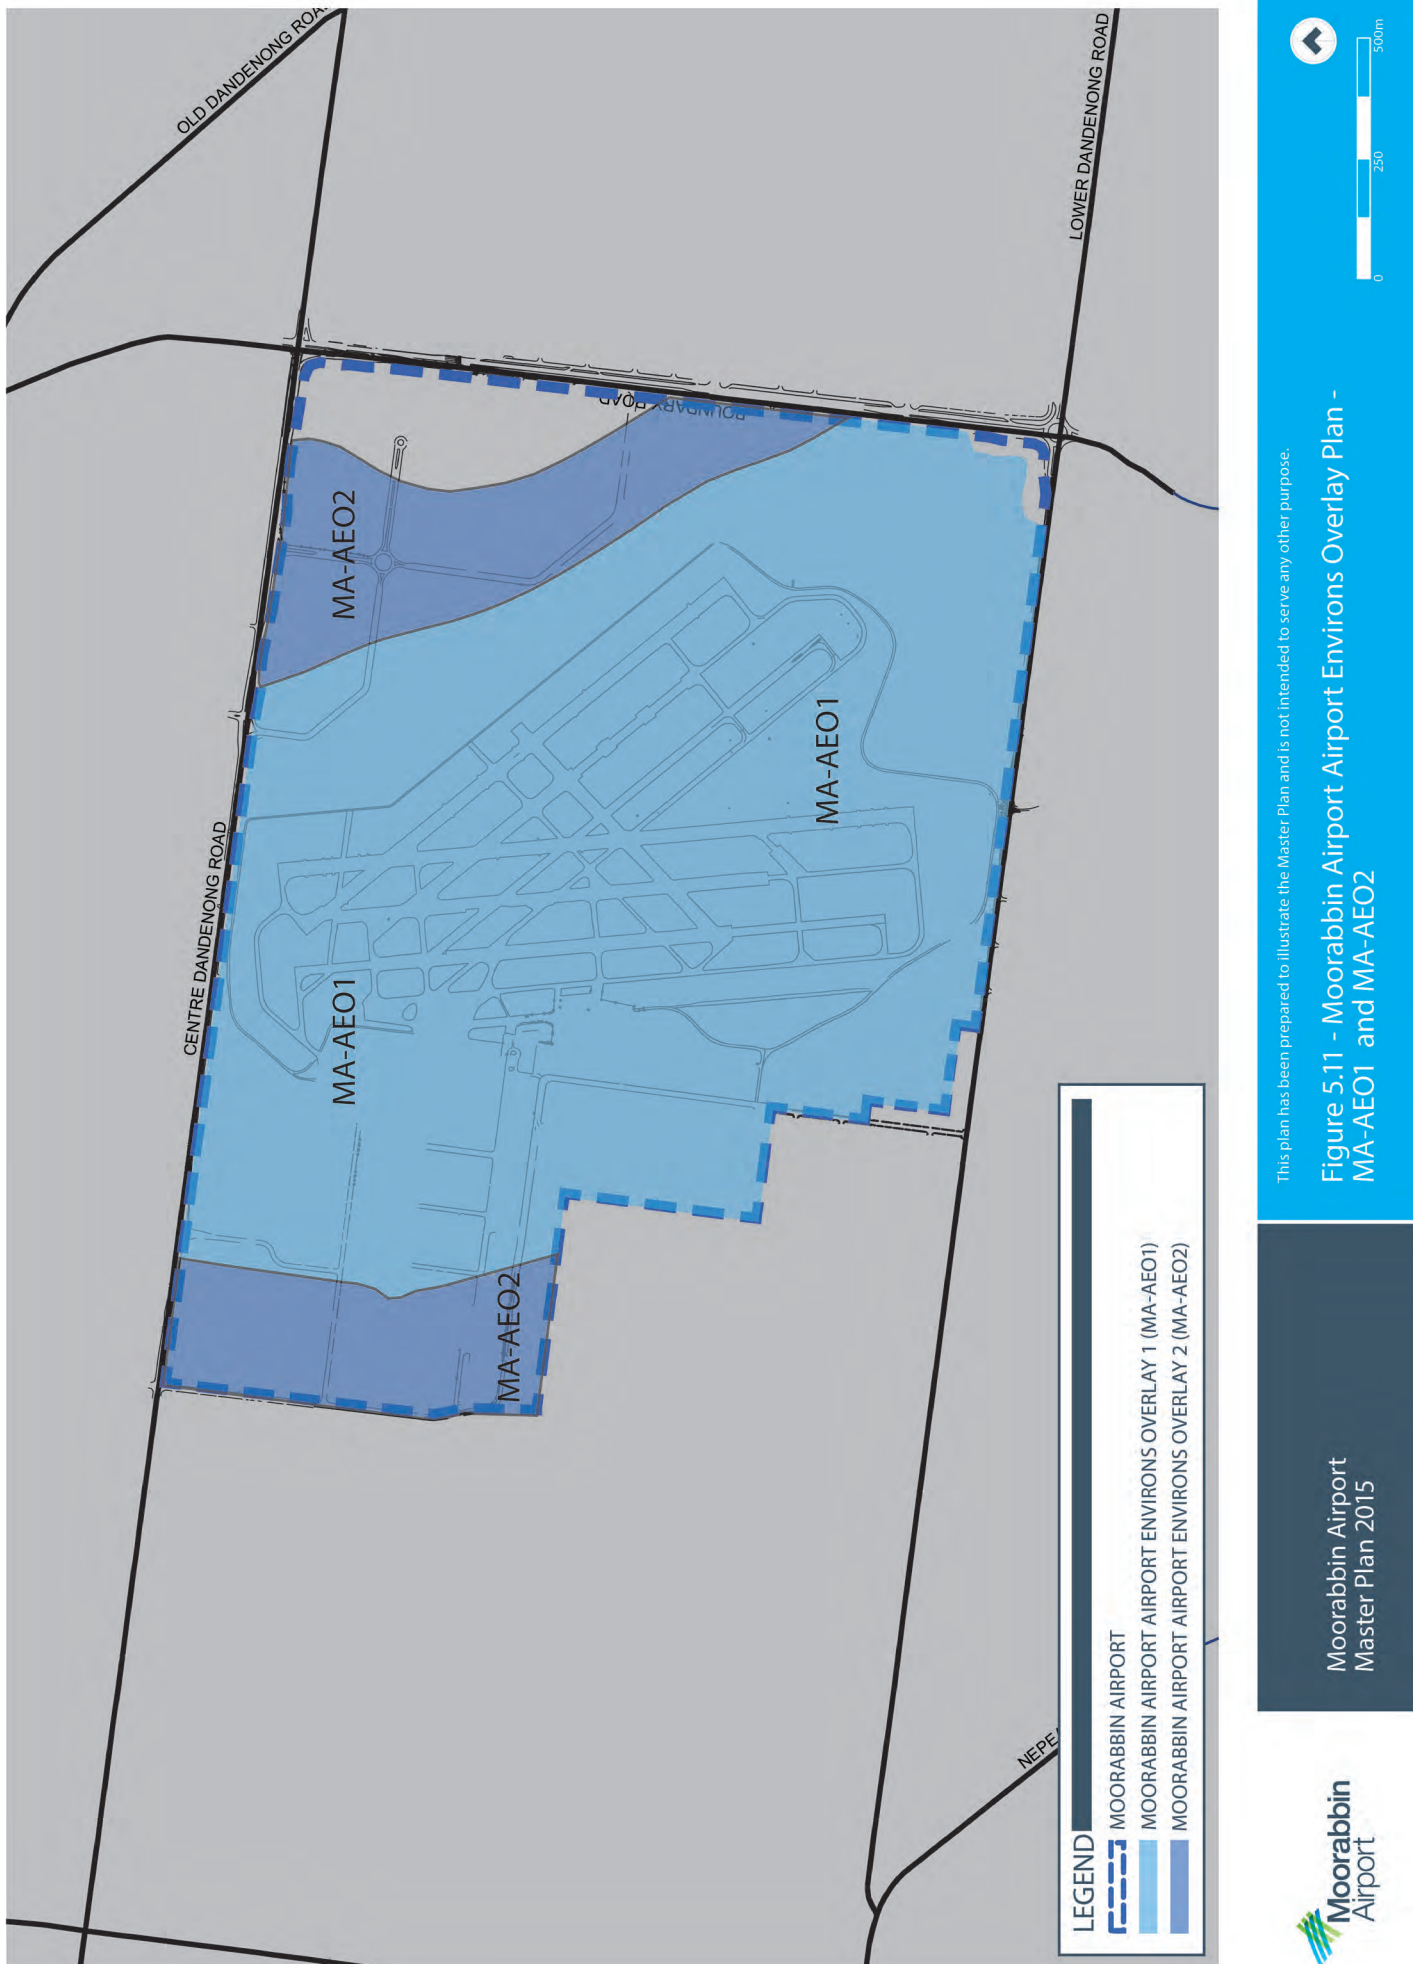 OLD DANDENONG ROA
LOWER DANDENONG ROAD
BOUNDARY ROAD
CENTRE DANDENONG ROAD
MA-AEO2
MA-AEO1
MA-AEO1
MA-AEO2
NEPE
LEGEND
MOORABBIN AIRPORT
MOORABBIN AIRPORT AIRPORT ENVIRONS OVERLAY 1 (MA-AEO1)
MOORABBIN AIRPORT AIRPORT ENVIRONS OVERLAY 2 (MA-AEO2)
Moorabbin
Airport
Moorabbin Airport
Master Plan 2015
This plan has been prepared to illustrate the Master Plan and is not intended to serve any other purpose.
Figure 5.11 - Moorabbin Airport Airport Environs Overlay Plan -
MA-AEO1 and MA-AEO2
0 250 500m